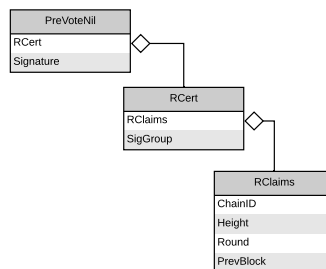 PreVoteNil
RCert
Signature
RCert
RClaims
SigGroup
RClaims
ChainID
Height
Round
PrevBlock